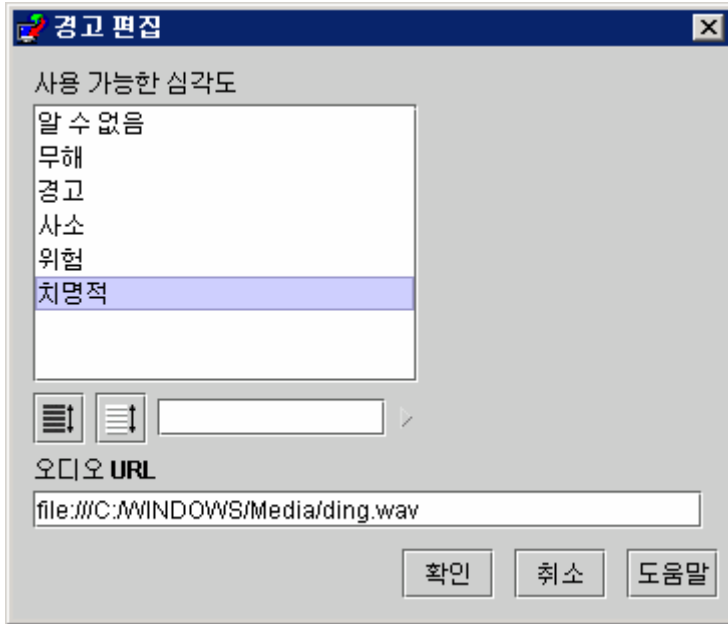 경고 편집
사용 가능한 심각도
알 수 없음
무해
경고
사소
위험
치명적
오디오 URL
file:///C:/WINDOWS/Media/ding.wav
확인 취소 도움말